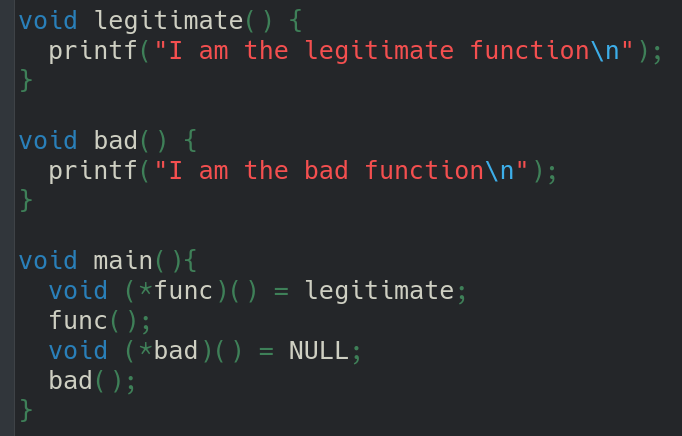 void legitimate() {
  printf("I am the legitimate function\n");
}

void bad() {
  printf("I am the bad function\n");
}

void main(){
  void (*func)() = legitimate;
  func();
  void (*bad)() = NULL;
  bad();
}